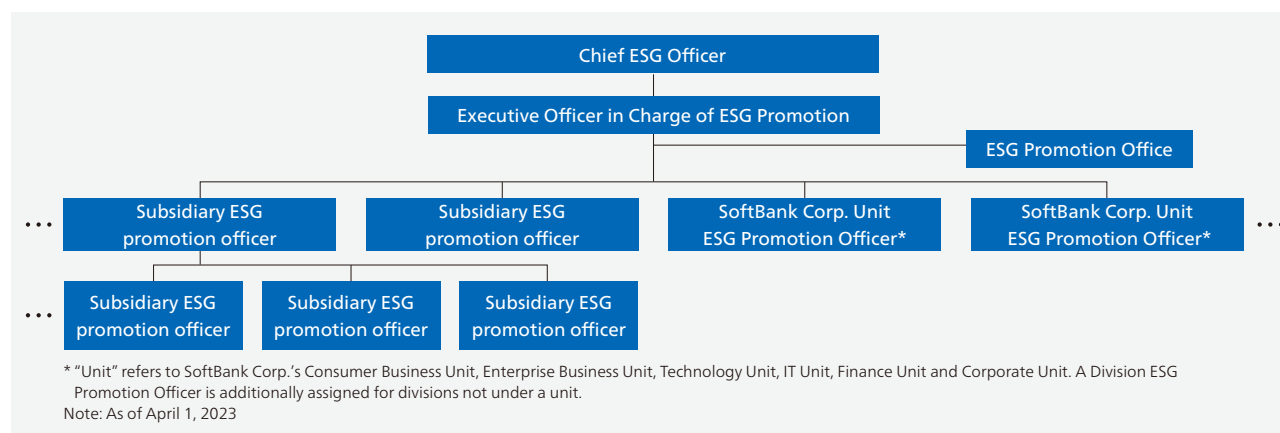 Chief ESG Officer
Executive Officer in Charge of ESG Promotion
ESG Promotion Office
... Subsidiary ESG
promotion officer
Subsidiary ESG
promotion officer
SoftBank Corp. Unit
ESG Promotion Officer*
SoftBank Corp. Unit
ESG Promotion Officer* ...
... Subsidiary ESG
promotion officer
Subsidiary ESG
promotion officer
Subsidiary ESG
promotion officer
* “Unit” refers to SoftBank Corp.’s Consumer Business Unit, Enterprise Business Unit, Technology Unit, IT Unit, Finance Unit and Corporate Unit. A Division ESG
Promotion Officer is additionally assigned for divisions not under a unit.
Note: As of April 1, 2023